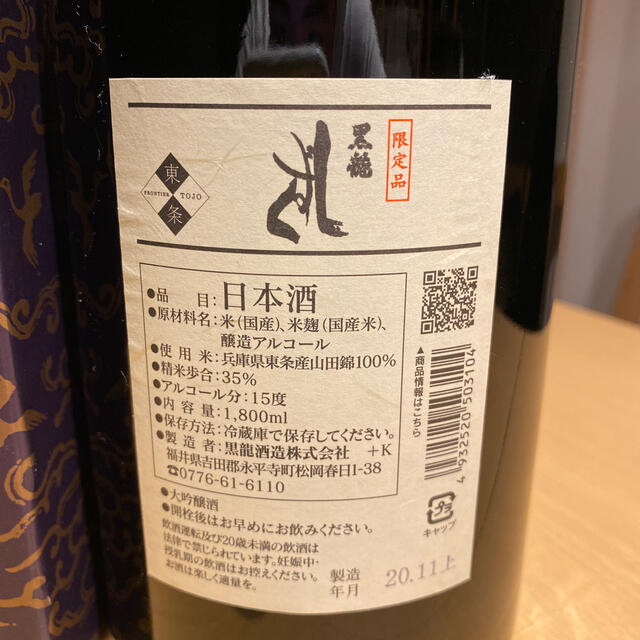 限定品
黒龍
東条
FRONTIER TOJO
●品　　目：日本酒
●原材料名：米（国産）、米麹（国産米）、
醸造アルコール
●使 用 米：兵庫県東条産山田錦100%
●精米歩合：35%
●アルコール分：15度
●内 容 量：1,800ml
●保存方法：冷蔵庫で保存してください。
●製 造 者：黒龍酒造株式会社　+K
福井県吉田郡永平寺町松岡春日1-38
☎0776-61-6110
●大吟醸酒
●開栓後はお早めにお飲みください。
飲酒運転及び20歳未満の飲酒は
法律で禁じられています。妊娠中・
授乳期の飲酒はお控えください。
お酒は楽しく適量を。
製造
年月
20.11上
▲商品情報はこちら
4 932520 503104
プラ
キャップ